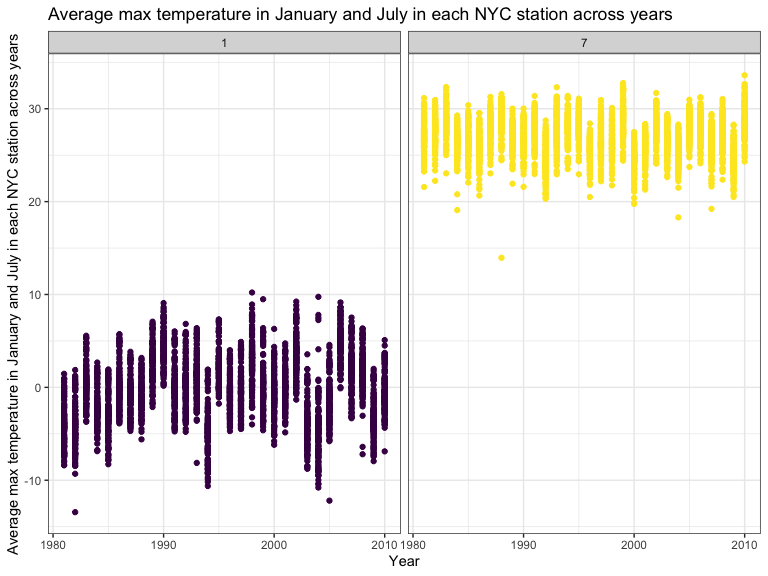 Average max temperature in January and July in each NYC station across years
1
7
Average max temperature in January and July in each NYC station across years
30
20
10
0
-10
1980 1990 2000 2010 1980 1990 2000 2010
Year